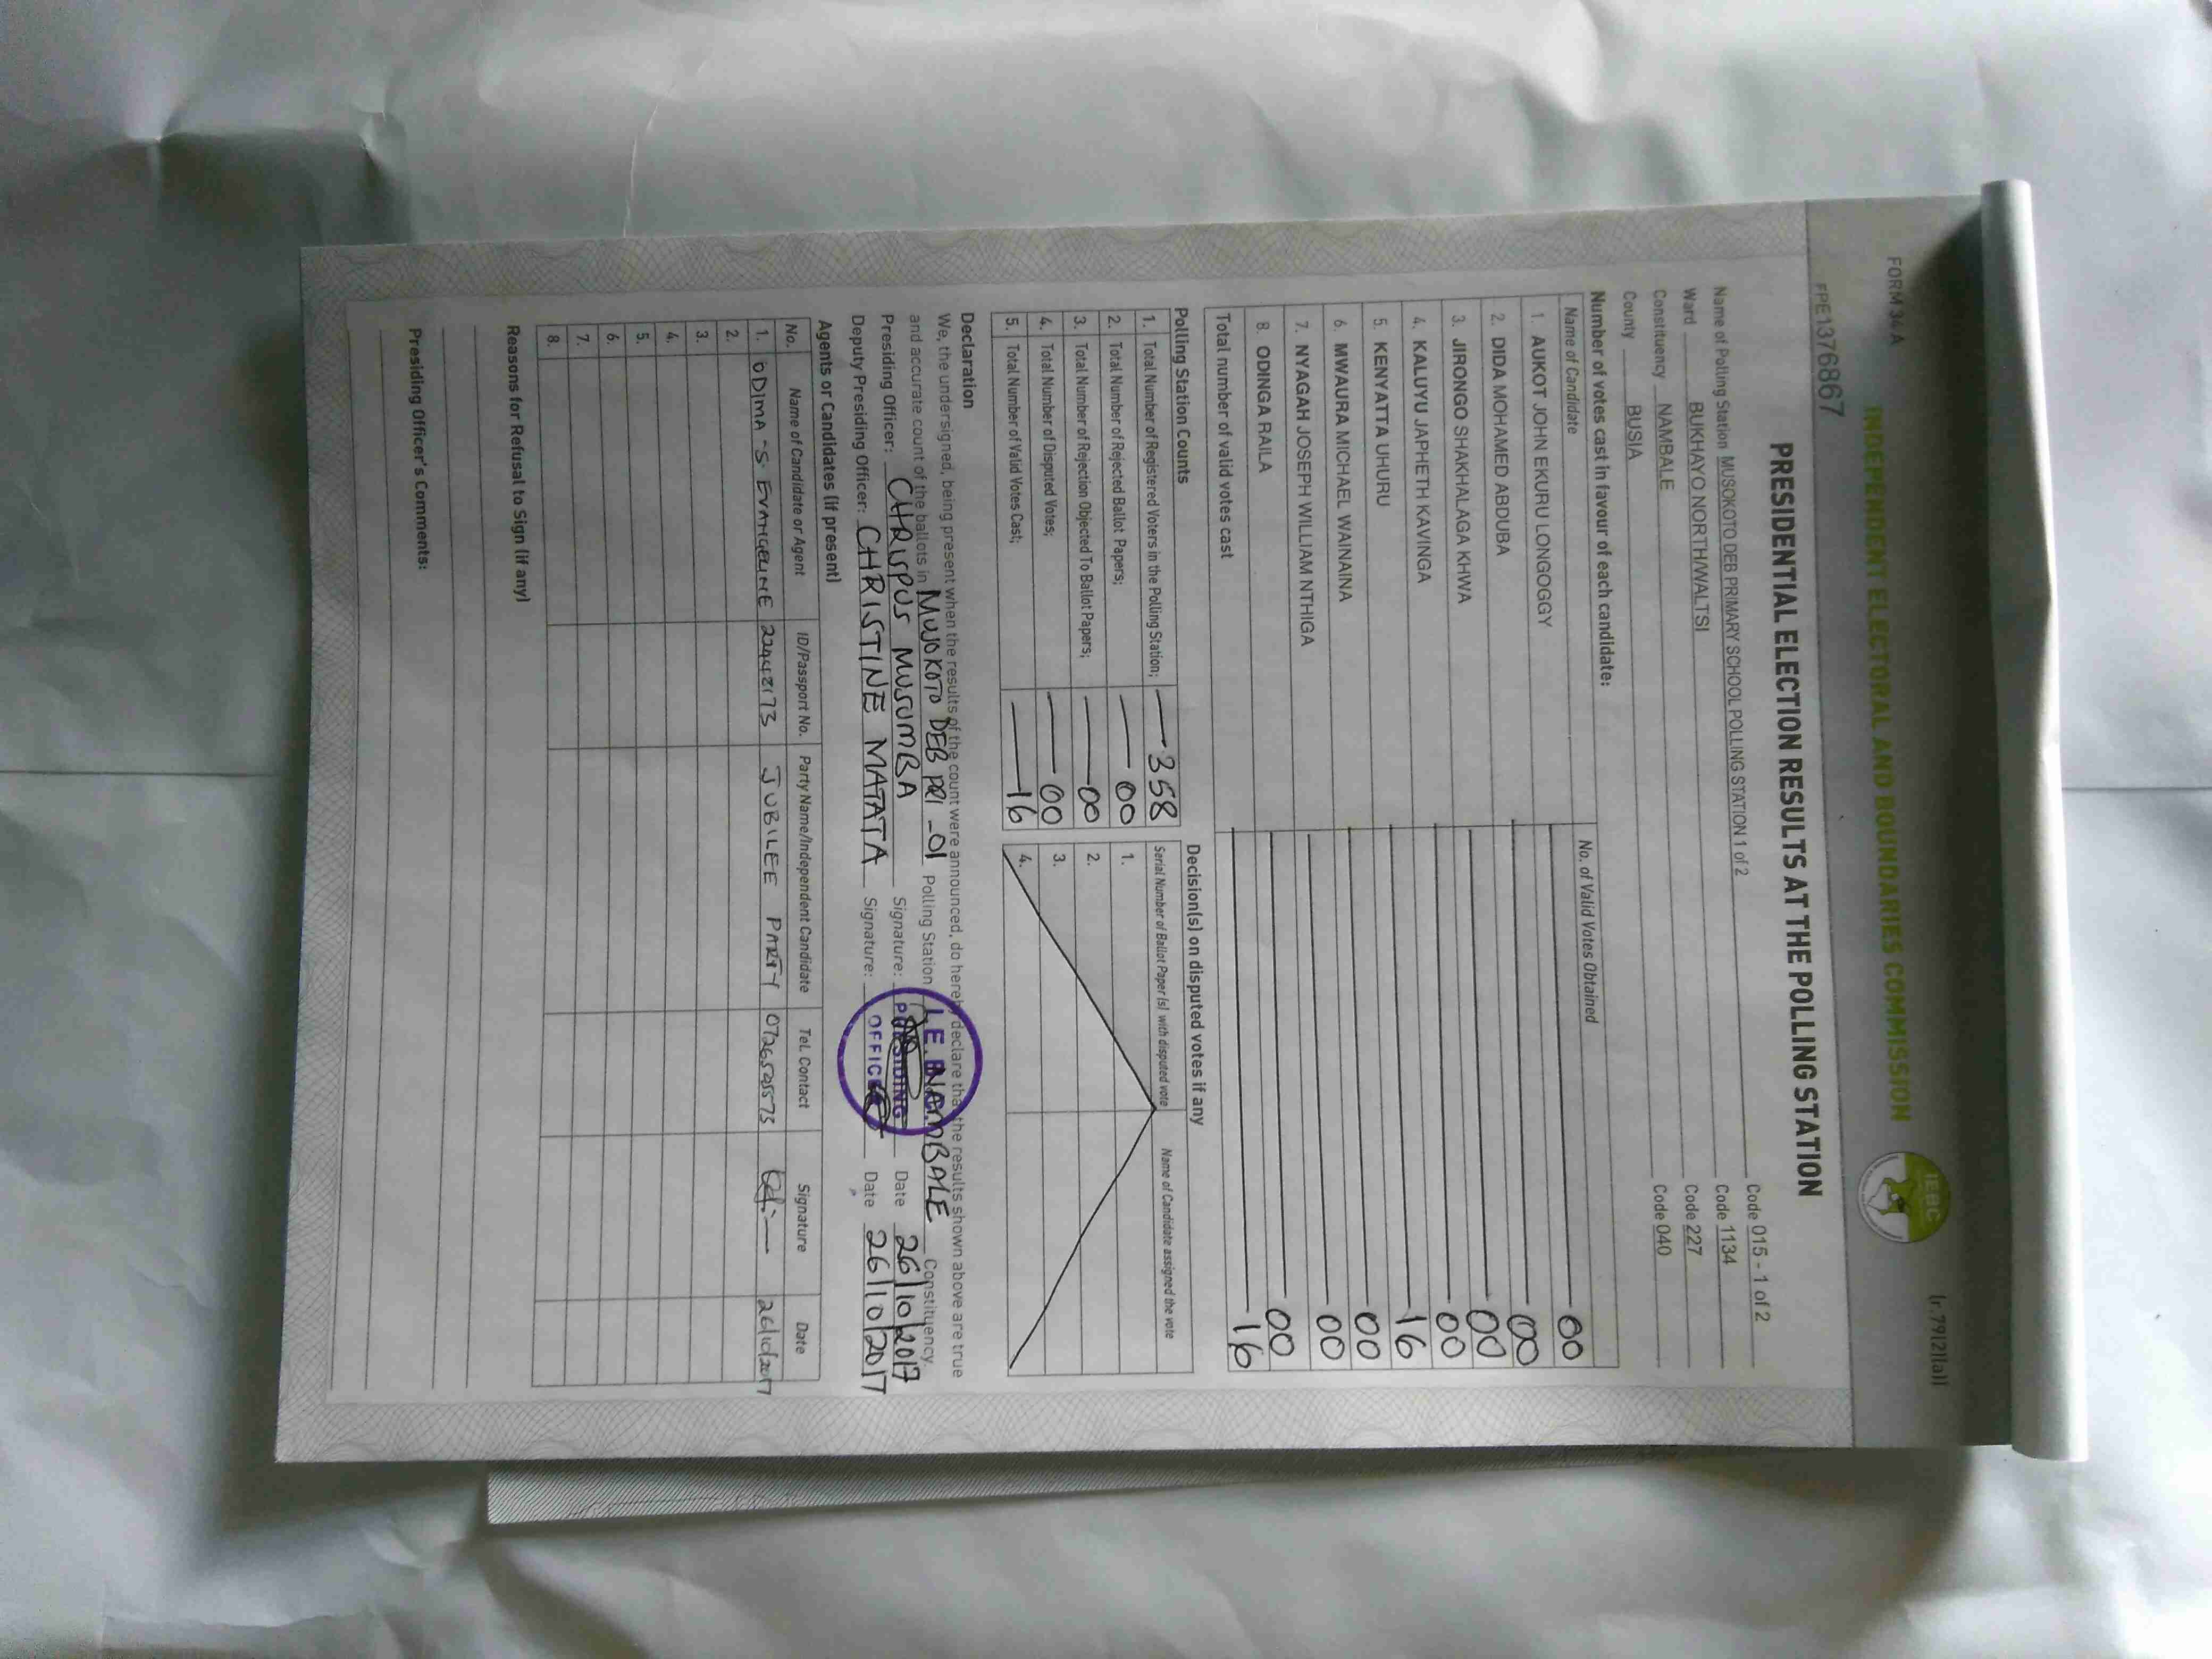 FORM 34A
(r.79(2)(a))
INDEPENDENT ELECTORAL AND BOUNDARIES COMMISSION
IEBC
FPE1376867
PRESIDENTIAL ELECTION RESULTS AT THE POLLING STATION
Name of Polling Station MUSOKOTO DEB PRIMARY SCHOOL POLLING STATION 1 of 2 Code 015 - 1 of 2
Ward BUKHAYO NORTH/WALTSI Code 1134
Constituency NAMBALE Code 227
County BUSIA Code 040
Number of votes cast in favour of each candidate:
Name of Candidate No. of Valid Votes Obtained
1. AUKOT JOHN EKURU LONGOGGY 00
2. DIDA MOHAMED ABDUBA 00
3. JIRONGO SHAKHALAGA KHWA 00
4. KALUYU JAPHETH KAVINGA 00
5. KENYATTA UHURU 16
6. MWAURA MICHAEL WAINAINA 00
7. NYAGAH JOSEPH WILLIAM NTHIGA 00
8. ODINGA RAILA 00
Total number of valid votes cast 16
Polling Station Counts
1. Total Number of Registered Voters in the Polling Station; 358
2. Total Number of Rejected Ballot Papers; 00
3. Total Number of Rejection Objected To Ballot Papers; 00
4. Total Number of Disputed Votes; 00
5. Total Number of Valid Votes Cast; 16
Decision(s) on disputed votes if any
Serial Number of Ballot Paper (s) with disputed vote Name of Candidate assigned the vote
1.
2.
3.
4.
Declaration
We, the undersigned, being present when the results of the count were announced, do hereby declare that the results shown above are true
and accurate count of the ballots in MUSOKOTO DEB PRI -01 Polling Station NAMBALE Constituency.
Presiding Officer: CHRISPUS MUSUMBA Signature: Date 26/10/2017
Deputy Presiding Officer: CHRISTINE MATATA Signature: Date 26/10/2017
I.E.B.C.
PRESIDING
OFFICER
Agents or Candidates (if present)
No. Name of Candidate or Agent ID/Passport No. Party Name/Independent Candidate Tel. Contact Signature Date
1. ODIMA S. EVANGELINE 22948173 JUBILEE PARTY 0726525573 26/10/2017
2.
3.
4.
5.
6.
7.
8.
Reasons for Refusal to Sign (if any)
Presiding Officer's Comments: